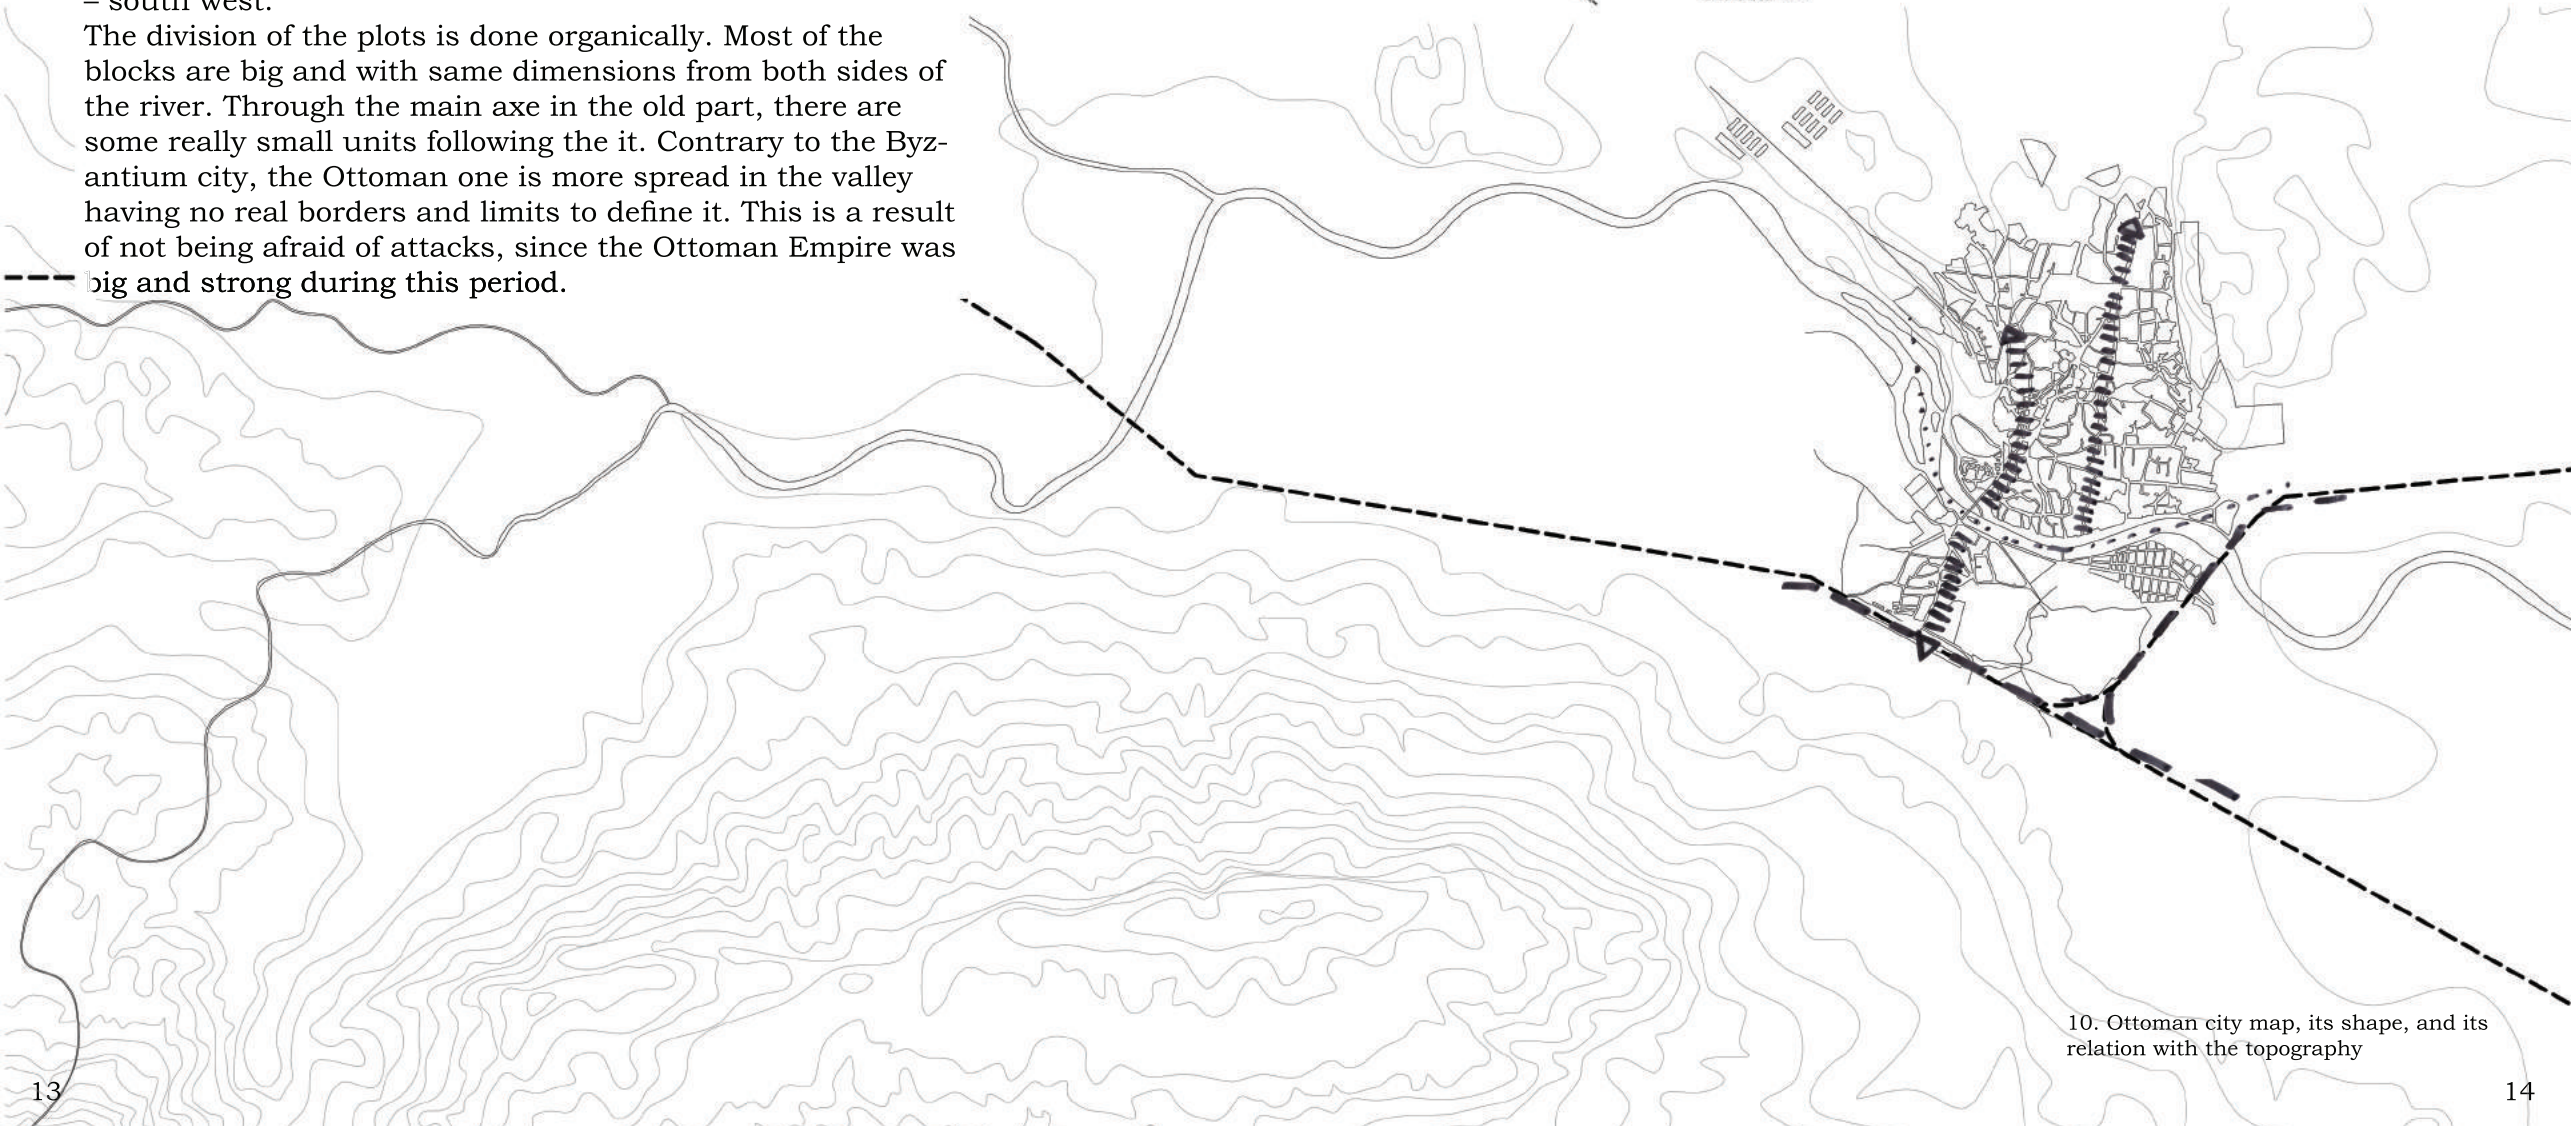 – south west.
The division of the plots is done organically. Most of the
blocks are big and with same dimensions from both sides of
the river. Through the main axe in the old part, there are
some really small units following the it. Contrary to the Byz-
antium city, the Ottoman one is more spread in the valley
having no real borders and limits to define it. This is a result
of not being afraid of attacks, since the Ottoman Empire was
big and strong during this period.
10. Ottoman city map, its shape, and its
relation with the topography
13
14